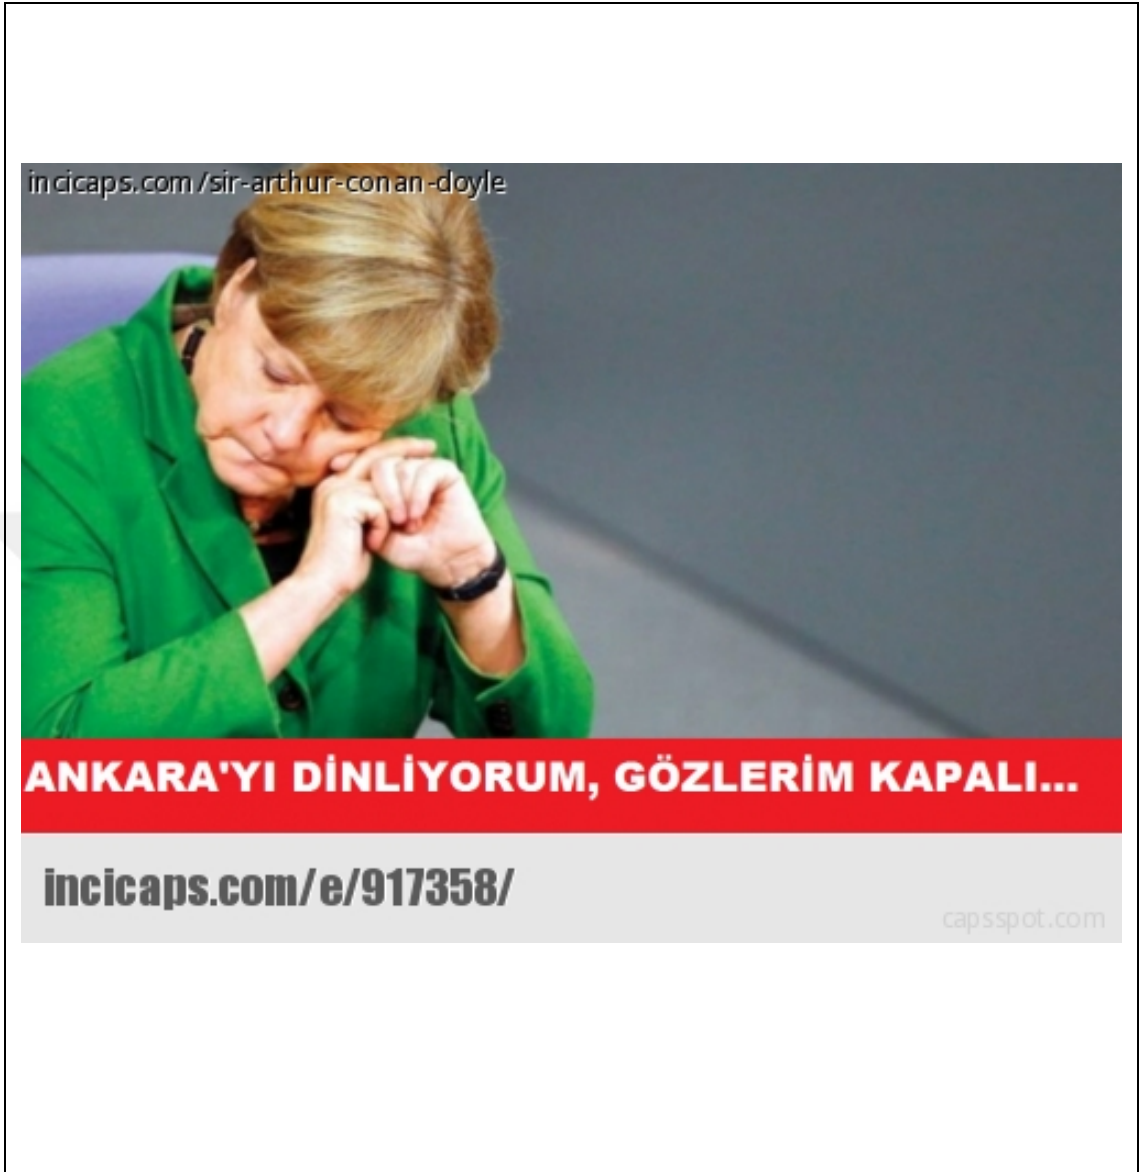 incicaps.com/sir-arthur-conan-doyle
ANKARA'YI DİNLİYORUM, GÖZLERİM KAPALI...
incicaps.com/e/917358/
capsspot.com